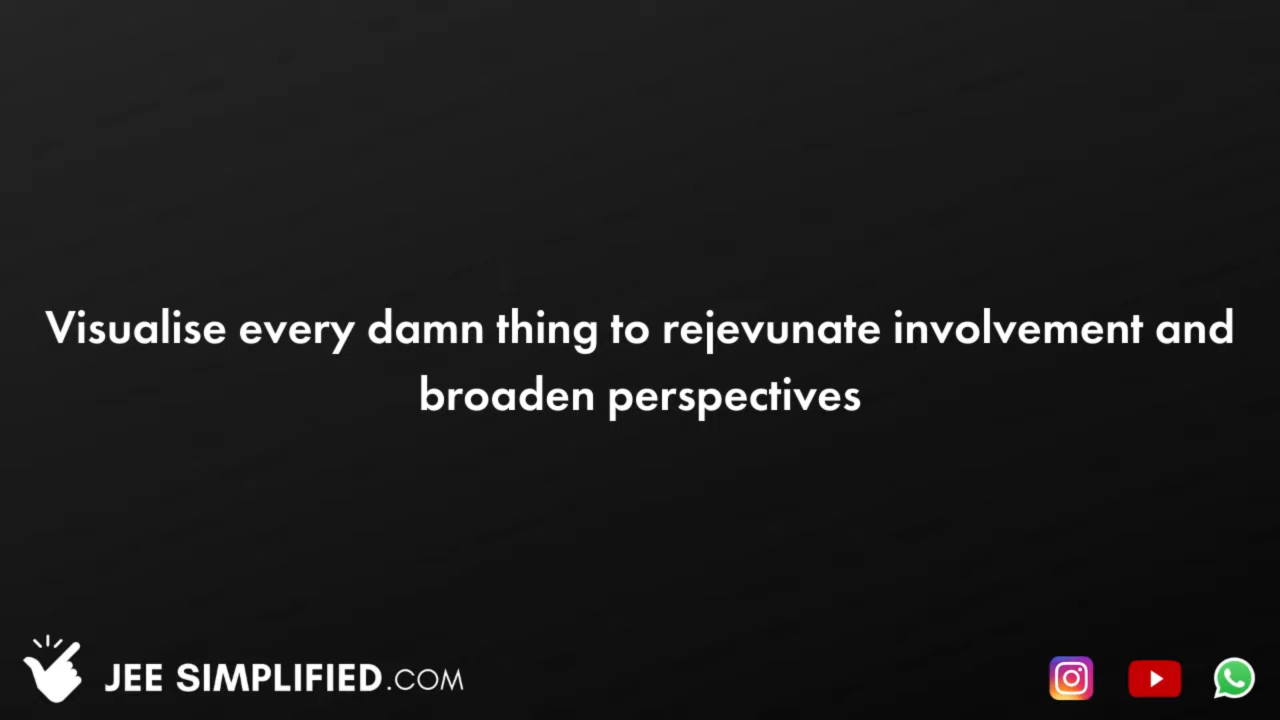 Visualise every damn thing to rejevunate involvement and
broaden perspectives
JEE SIMPLIFIED.COM